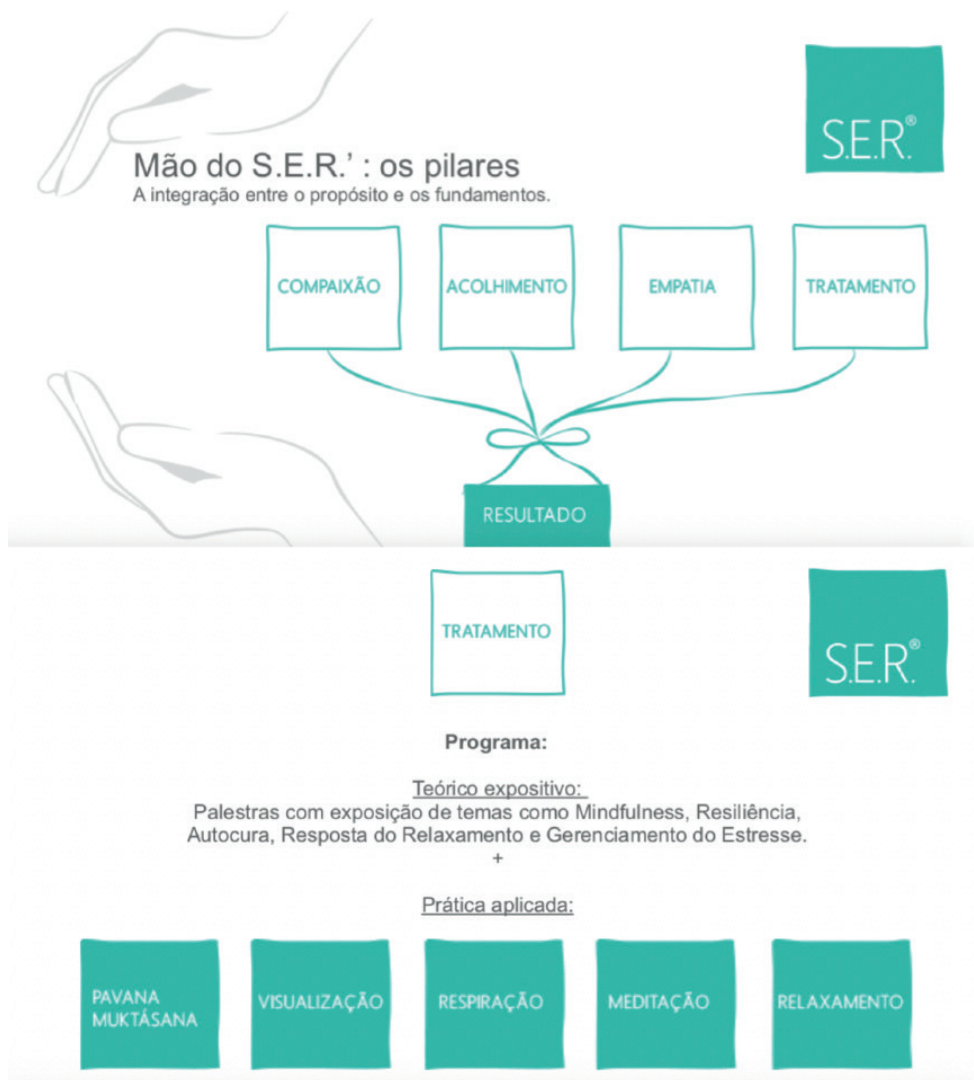 S.E.R.®
Mão do S.E.R.' : os pilares
A integração entre o propósito e os fundamentos.
COMPAIXÃO
ACOLHIMENTO
EMPATIA
TRATAMENTO
RESULTADO
TRATAMENTO
S.E.R.®
Programa:
Teórico expositivo:
Palestras com exposição de temas como Mindfulness, Resiliência,
Autocura, Resposta do Relaxamento e Gerenciamento do Estresse.
+
Prática aplicada:
PAVANA
MUKTÁSANA
VISUALIZAÇÃO
RESPIRAÇÃO
MEDITAÇÃO
RELAXAMENTO